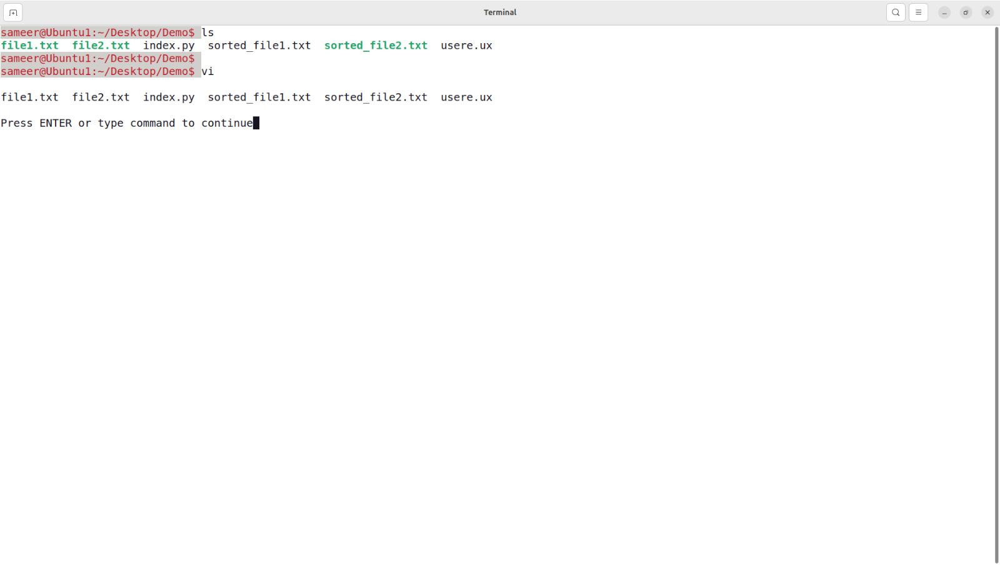 Terminal
sameer@Ubuntu1:~/Desktop/Demo$ ls
file1.txt  file2.txt  index.py  sorted_file1.txt  sorted_file2.txt  usere.ux
sameer@Ubuntu1:~/Desktop/Demo$
sameer@Ubuntu1:~/Desktop/Demo$ vi
file1.txt  file2.txt  index.py  sorted_file1.txt  sorted_file2.txt  usere.ux
Press ENTER or type command to continue